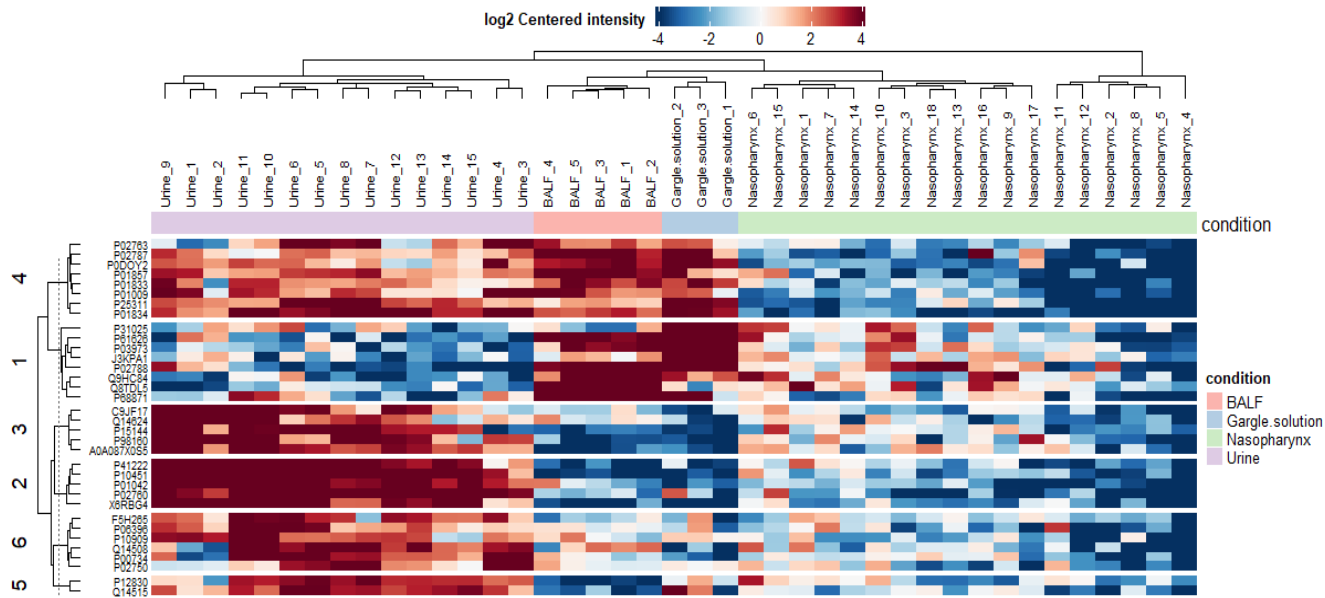 log2 Centered intensity
-4 -2 0 2 4
Urine_9
Urine_1
Urine_2
Urine_11
Urine_10
Urine_6
Urine_5
Urine_8
Urine_7
Urine_12
Urine_13
Urine_14
Urine_15
Urine_4
Urine_3
BALF_4
BALF_5
BALF_3
BALF_1
BALF_2
Gargle.solution_2
Gargle.solution_3
Gargle.solution_1
Nasopharynx_6
Nasopharynx_15
Nasopharynx_1
Nasopharynx_7
Nasopharynx_14
Nasopharynx_10
Nasopharynx_3
Nasopharynx_18
Nasopharynx_13
Nasopharynx_16
Nasopharynx_9
Nasopharynx_17
Nasopharynx_11
Nasopharynx_12
Nasopharynx_2
Nasopharynx_8
Nasopharynx_5
Nasopharynx_4
condition
4
P02763
P02787
P0DOY2
P01857
P01833
P01009
P25311
P01834
1
P31025
P61626
P03973
J3KPA1
P02788
Q9HC84
Q8TDL5
P68871
3
C9JF17
Q14624
P15144
P98160
A0A087X0S5
2
P41222
P10451
P01042
P02760
X6RBG4
6
F5H265
P06396
P10909
Q14508
P00734
P02750
5
P12830
Q14515
condition
BALF
Gargle.solution
Nasopharynx
Urine